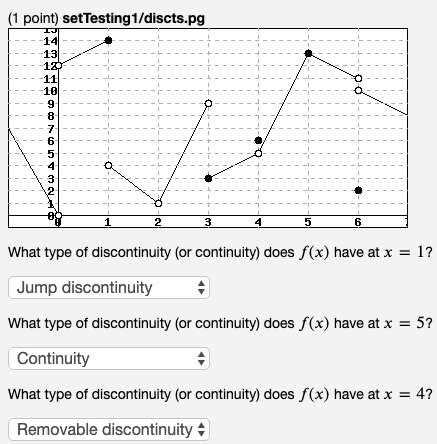 (1 point) setTesting1/discts.pg
15
14
13
12
11
10
9
8
7
6
5
4
3
2
1
0 1 2 3 4 5 6 7
What type of discontinuity (or continuity) does f(x) have at x = 1?
Jump discontinuity
What type of discontinuity (or continuity) does f(x) have at x = 5?
Continuity
What type of discontinuity (or continuity) does f(x) have at x = 4?
Removable discontinuity